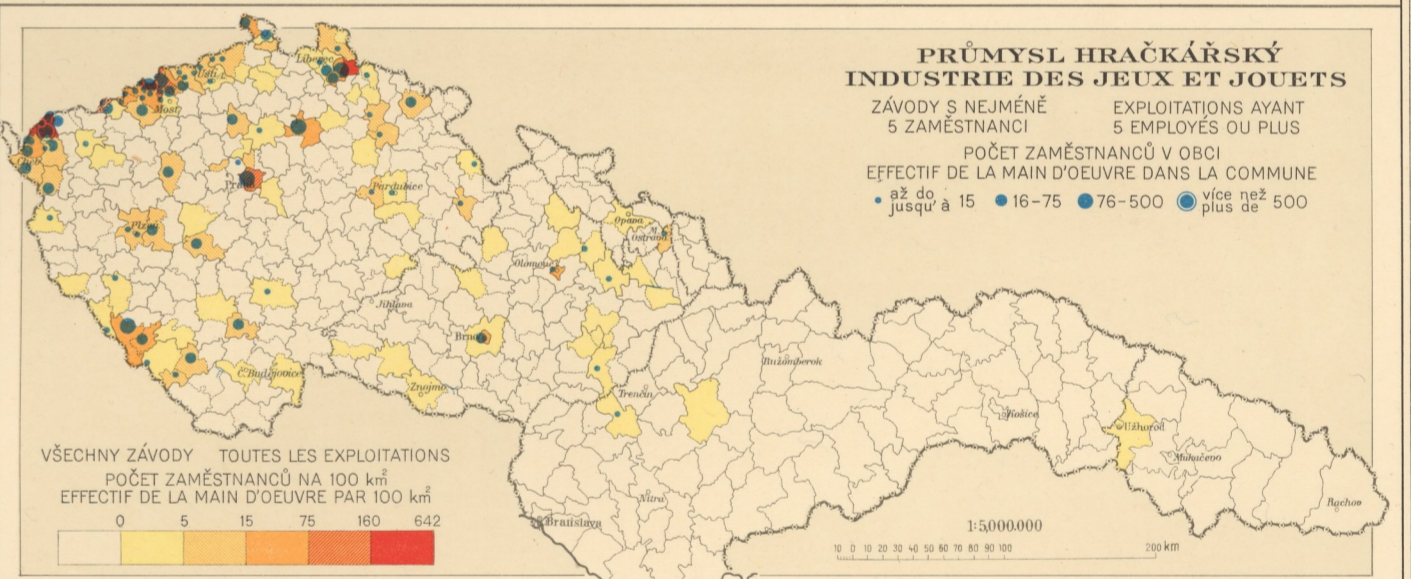 PRŮMYSL HRAČKÁŘSKÝ
INDUSTRIE DES JEUX ET JOUETS
ZÁVODY S NEJMÉNĚ
5 ZAMĚSTNANCI
EXPLOITATIONS AYANT
5 EMPLOYÉS OU PLUS
POČET ZAMĚSTNANCŮ V OBCI
EFFECTIF DE LA MAIN D'OEUVRE DANS LA COMMUNE
až do 15
jusqu'à
16-75
76-500
více než 500
plus de
Liberec
Ústí
Most
Cheb
Praha
Pardubice
Plzeň
Opava
M. Ostrava
Olomouc
Jihlava
Brno
Č. Budějovice
Znojmo
Trenčín
Ružomberok
Košice
Užhorod
Mukačevo
Rachov
Nitra
Bratislava
VŠECHNY ZÁVODY TOUTES LES EXPLOITATIONS
POČET ZAMĚSTNANCŮ NA 100 km²
EFFECTIF DE LA MAIN D'OEUVRE PAR 100 km²
0 5 15 75 160 642
1:5,000.000
10 0 10 20 30 40 50 60 70 80 90 100 200 km